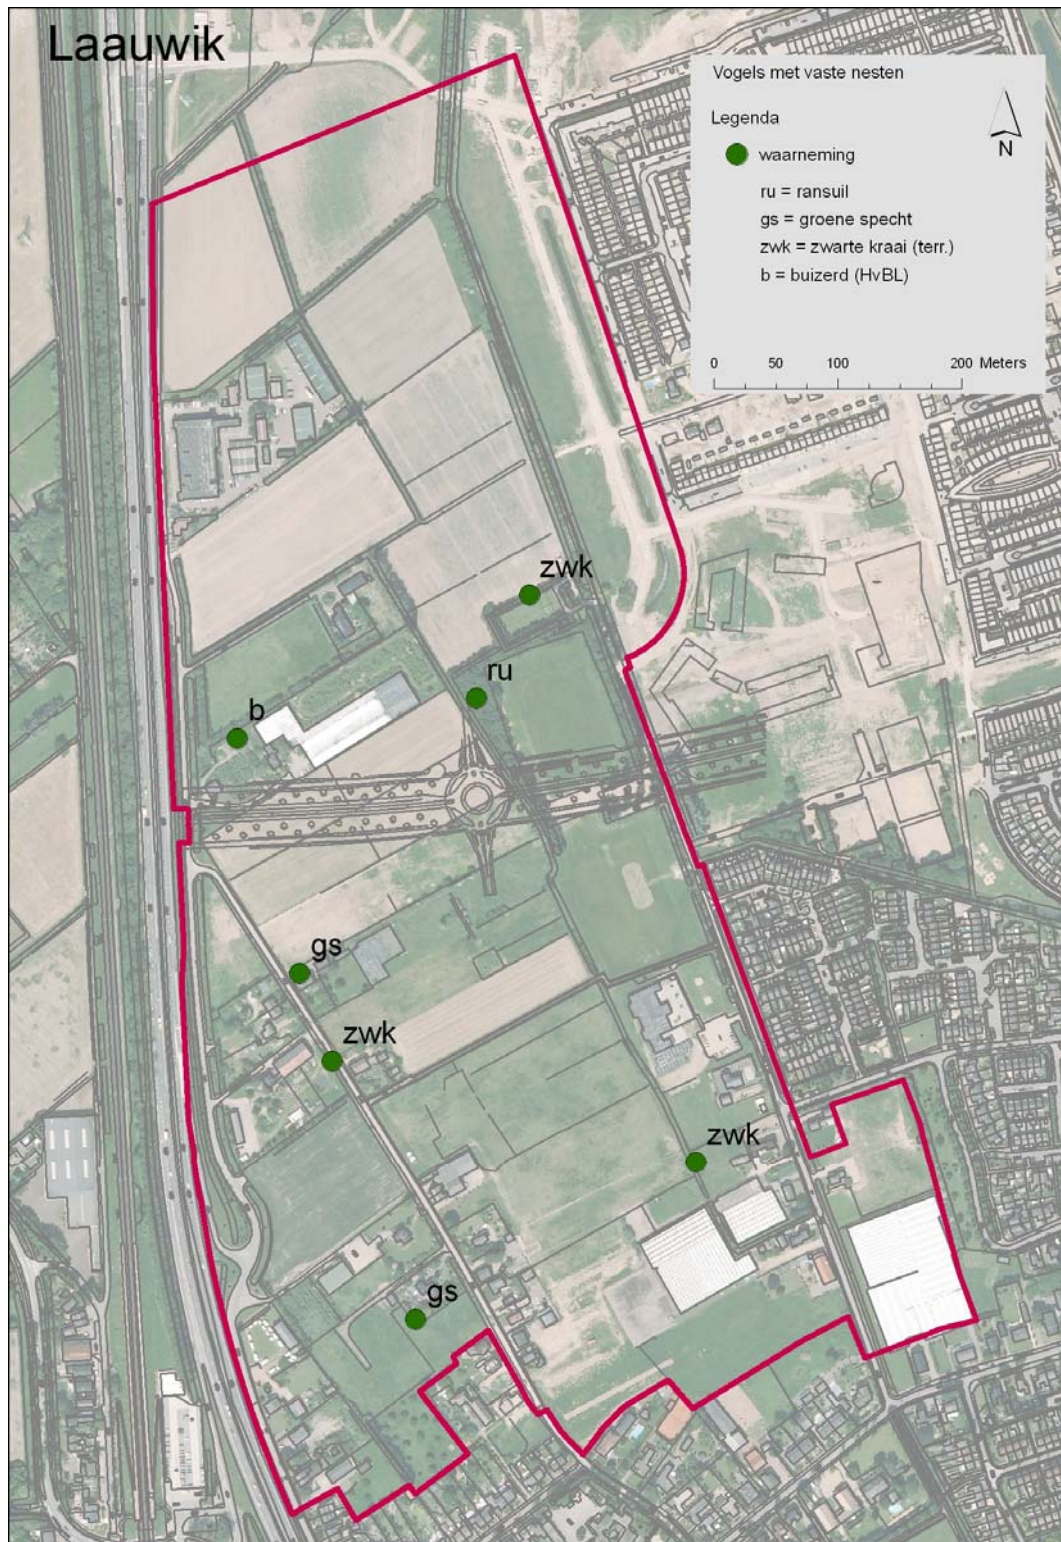 Laauwik
Vogels met vaste nesten
Legenda
waarneming
ru = ransuil
gs = groene specht
zwk = zwarte kraai (terr.)
b = buizerd (HvBL)
N
0 50 100 200 Meters
zwk
ru
b
gs
zwk
zwk
gs